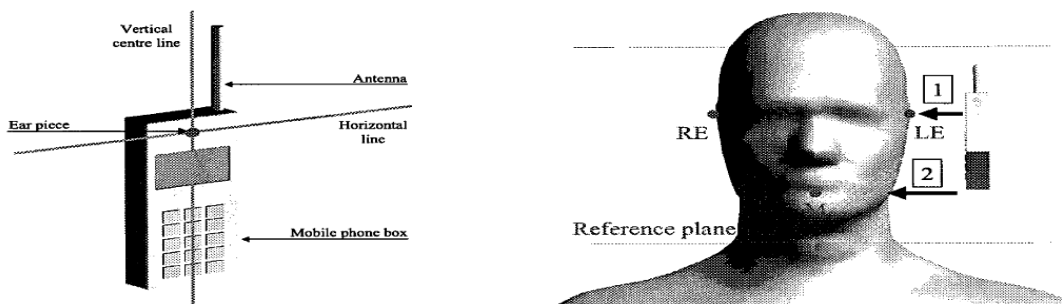 Vertical
centre line
Antenna
Ear piece
Horizontal
line
Mobile phone box
1
RE
LE
2
M
Reference plane